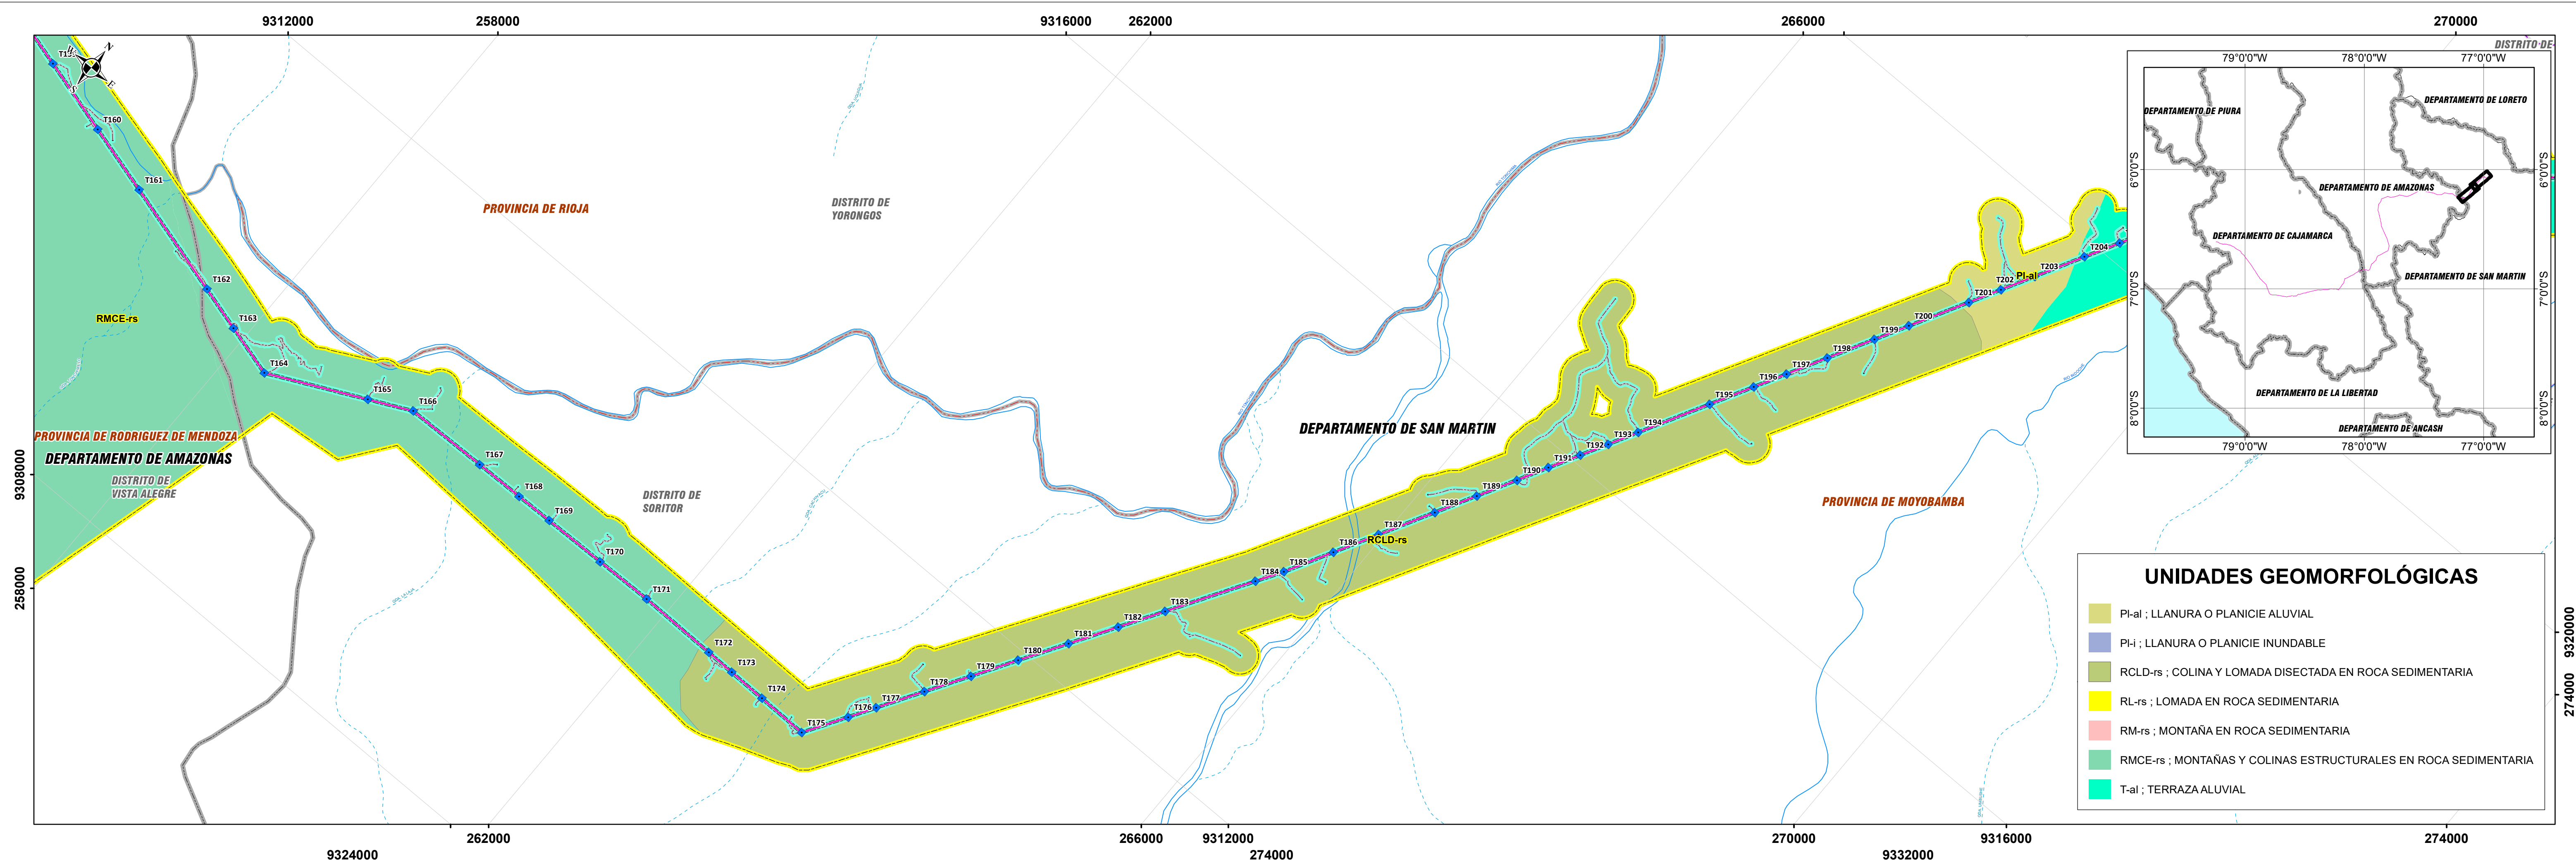 9312000
258000
9316000
262000
266000
270000
N
E
S
T160
T161
T162
T163
T164
T165
T166
T167
T168
T169
T170
T171
T172
T173
T174
T175
T176
T177
T178
T179
T180
T181
T182
T183
T184
T185
T186
T187
T188
T189
T190
T191
T192
T193
T194
T195
T196
T197
T198
T199
T200
T201
T202
T203
T204
RMCE-rs
RCLD-rs
Pl-al
PROVINCIA DE RIOJA
DISTRITO DE
YORONGOS
PROVINCIA DE RODRIGUEZ DE MENDOZA
DEPARTAMENTO DE AMAZONAS
DISTRITO DE
VISTA ALEGRE
DISTRITO DE
SORITOR
DEPARTAMENTO DE SAN MARTIN
PROVINCIA DE MOYOBAMBA
DISTRITO DE
79°0'0"W
78°0'0"W
77°0'0"W
DEPARTAMENTO DE PIURA
DEPARTAMENTO DE LORETO
DEPARTAMENTO DE AMAZONAS
DEPARTAMENTO DE CAJAMARCA
DEPARTAMENTO DE SAN MARTIN
DEPARTAMENTO DE LA LIBERTAD
DEPARTAMENTO DE ANCASH
6°0'0"S
7°0'0"S
8°0'0"S
6°0'0"S
7°0'0"S
8°0'0"S
79°0'0"W
78°0'0"W
77°0'0"W
UNIDADES GEOMORFOLÓGICAS
Pl-al ; LLANURA O PLANICIE ALUVIAL
Pl-i ; LLANURA O PLANICIE INUNDABLE
RCLD-rs ; COLINA Y LOMADA DISECTADA EN ROCA SEDIMENTARIA
RL-rs ; LOMADA EN ROCA SEDIMENTARIA
RM-rs ; MONTAÑA EN ROCA SEDIMENTARIA
RMCE-rs ; MONTAÑAS Y COLINAS ESTRUCTURALES EN ROCA SEDIMENTARIA
T-al ; TERRAZA ALUVIAL
9308000
258000
9320000
274000
9324000
262000
266000
9312000
274000
270000
9332000
9316000
274000